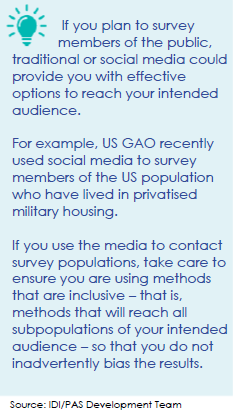 If you plan to survey
members of the public,
traditional or social media could
provide you with effective
options to reach your intended
audience.
For example, US GAO recently
used social media to survey
members of the US population
who have lived in privatised
military housing.
If you use the media to contact
survey populations, take care to
ensure you are using methods
that are inclusive – that is,
methods that will reach all
subpopulations of your intended
audience – so that you do not
inadvertently bias the results.
Source: IDI/PAS Development Team